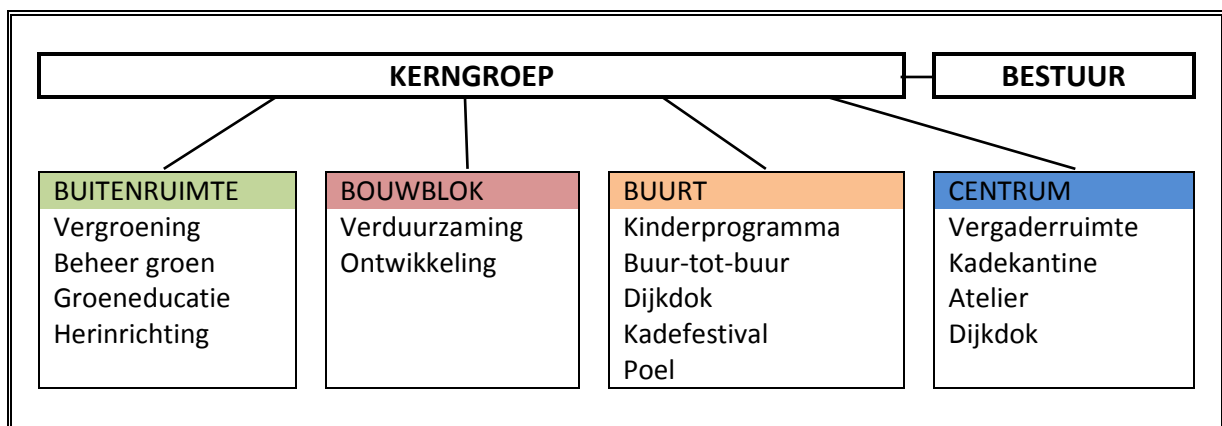 KERNGROEP
BESTUUR
BUITENRUIMTE
Vergroening
Beheer groen
Groeneducatie
Herinrichting
BOUWBLOK
Verduurzaming
Ontwikkeling
BUURT
Kinderprogramma
Buur-tot-buur
Dijkdok
Kadefestival
Poel
CENTRUM
Vergaderruimte
Kadekantine
Atelier
Dijkdok